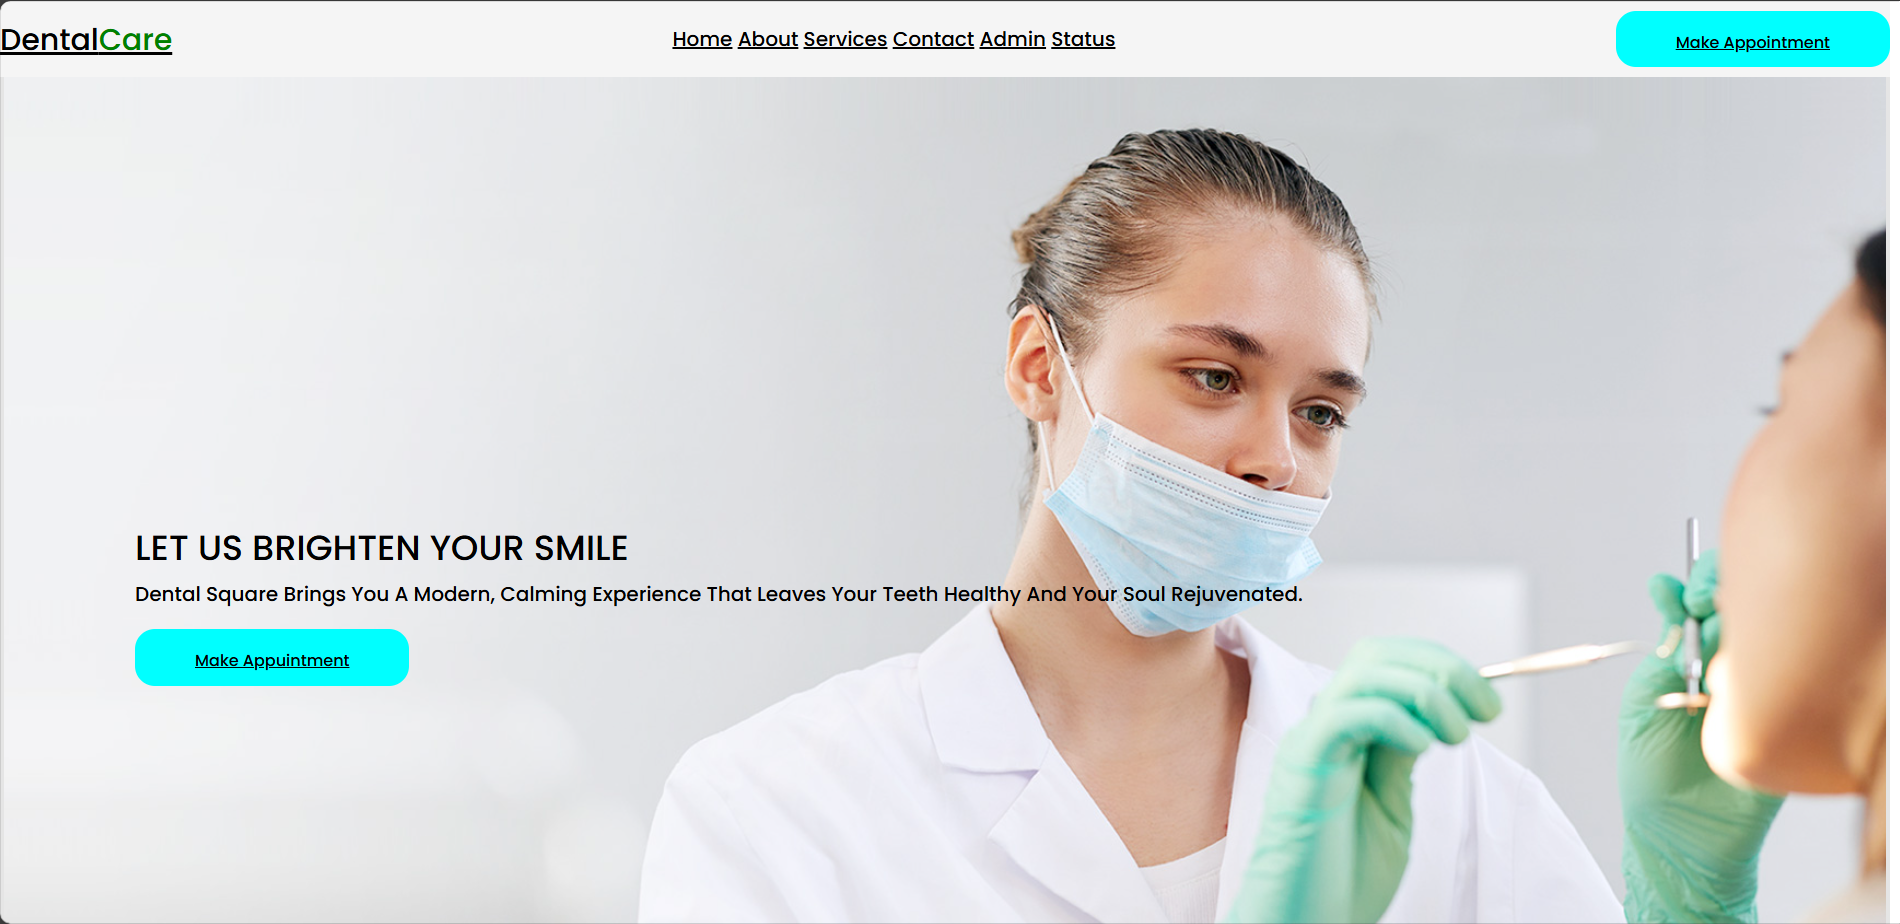 DentalCare
Home About Services Contact Admin Status
Make Appointment
LET US BRIGHTEN YOUR SMILE
Dental Square Brings You A Modern, Calming Experience That Leaves Your Teeth Healthy And Your Soul Rejuvenated.
Make Appuintment